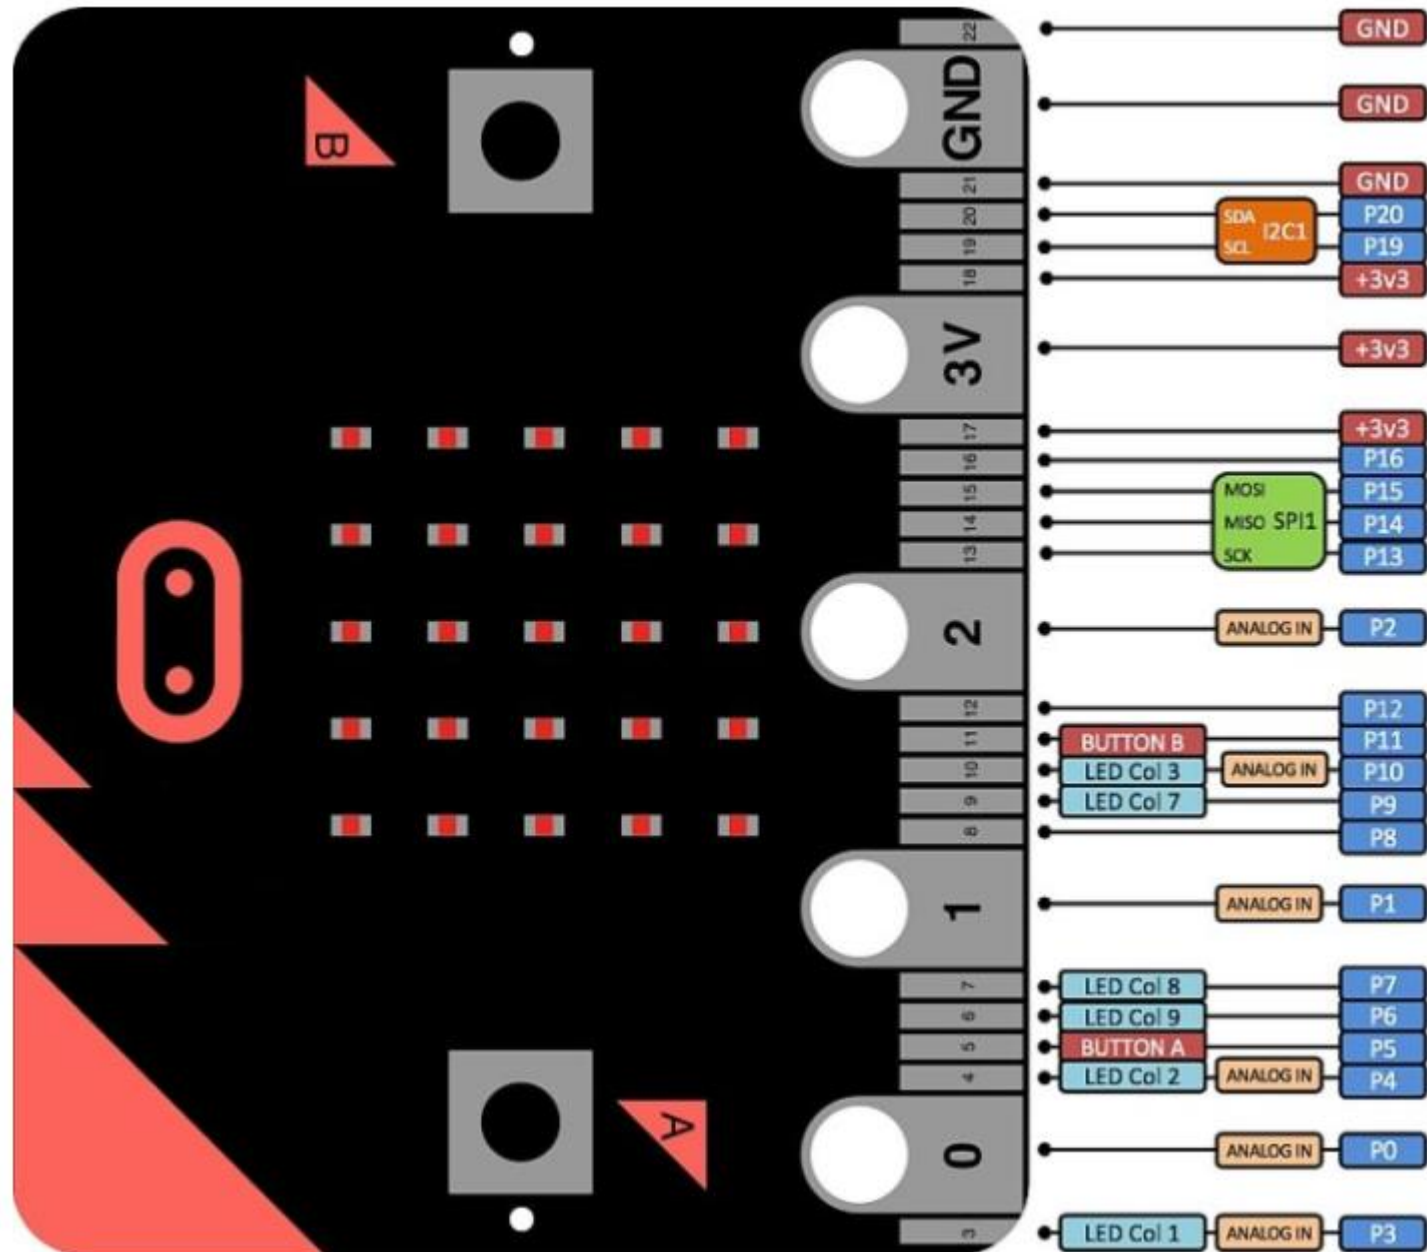 22 GND
GND GND
B
21 GND
20 SDA I2C1 P20
19 SCL P19
18 +3v3
3V +3v3
17 +3v3
16 P16
15 MOSI P15
14 MISO SPI1 P14
13 SCK P13
2 ANALOG IN P2
12 P12
11 BUTTON B P11
10 LED Col 3 ANALOG IN P10
9 LED Col 7 P9
8 P8
1 ANALOG IN P1
7 LED Col 8 P7
6 LED Col 9 P6
5 BUTTON A P5
4 LED Col 2 ANALOG IN P4
A
0 ANALOG IN P0
3 LED Col 1 ANALOG IN P3